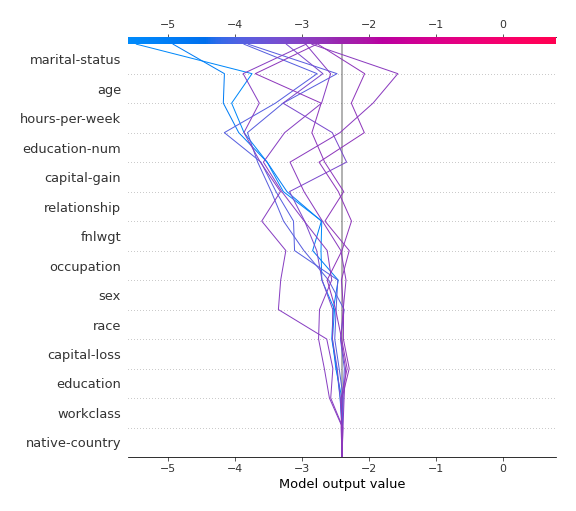 −5 −4 −3 −2 −1 0
marital-status
age
hours-per-week
education-num
capital-gain
relationship
fnlwgt
occupation
sex
race
capital-loss
education
workclass
native-country
−5 −4 −3 −2 −1 0
Model output value